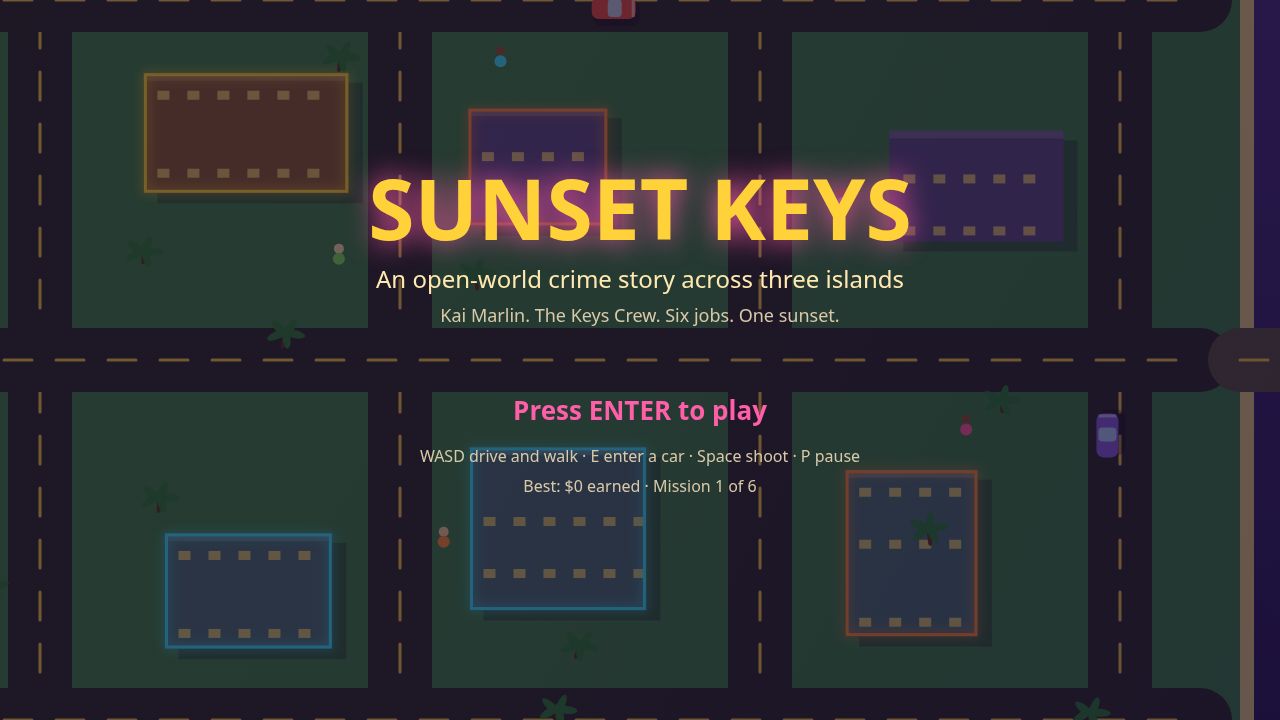 SUNSET KEYS
An open-world crime story across three islands
Kai Marlin. The Keys Crew. Six jobs. One sunset.
Press ENTER to play
WASD drive and walk · E enter a car · Space shoot · P pause
Best: $0 earned · Mission 1 of 6